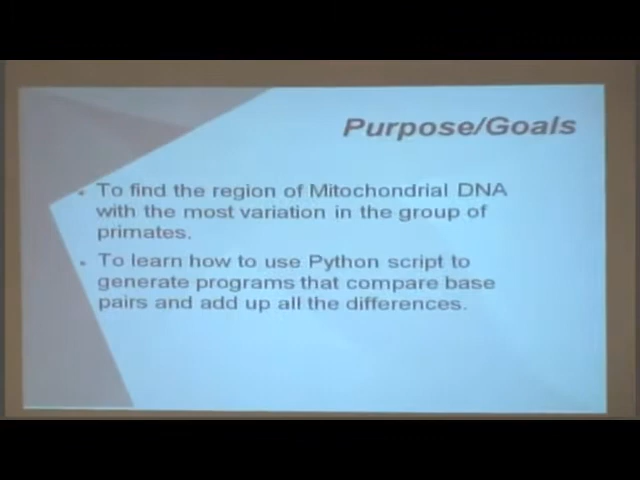 Purpose/Goals
• To find the region of Mitochondrial DNA
with the most variation in the group of
primates.
• To learn how to use Python script to
generate programs that compare base
pairs and add up all the differences.